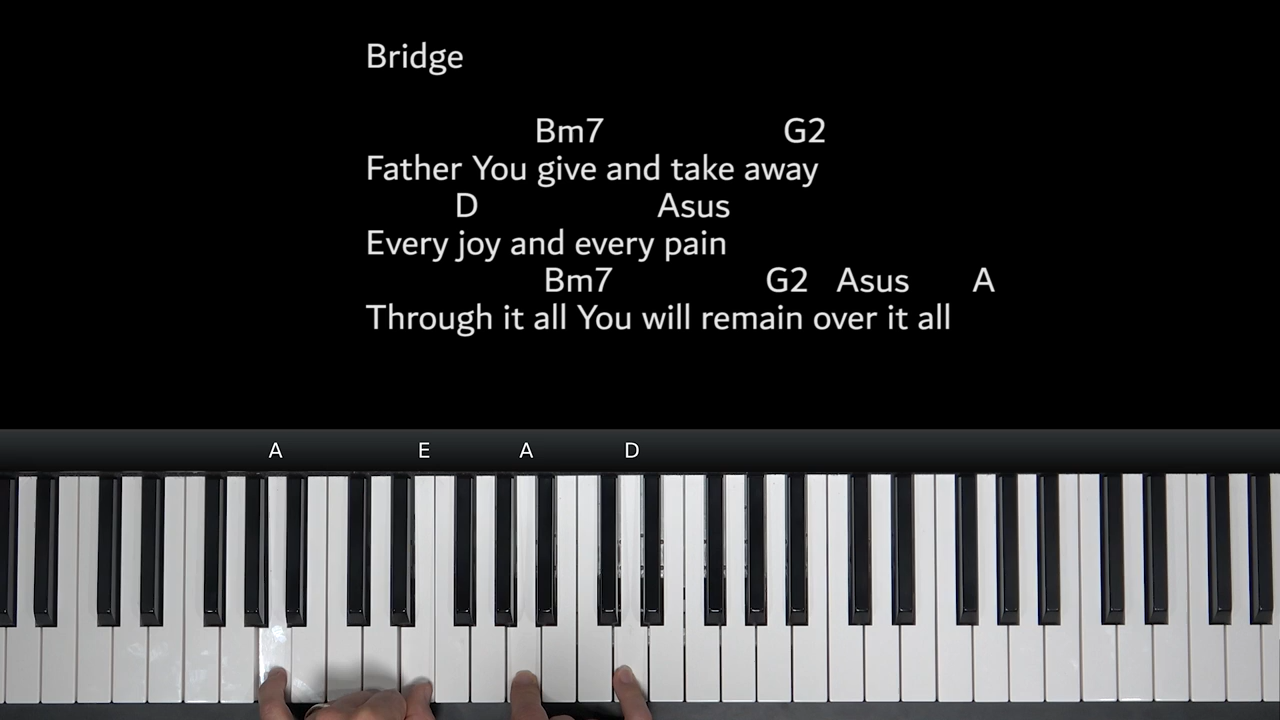 Bridge
Bm7 G2
Father You give and take away
D Asus
Every joy and every pain
Bm7 G2 Asus A
Through it all You will remain over it all
A E A D